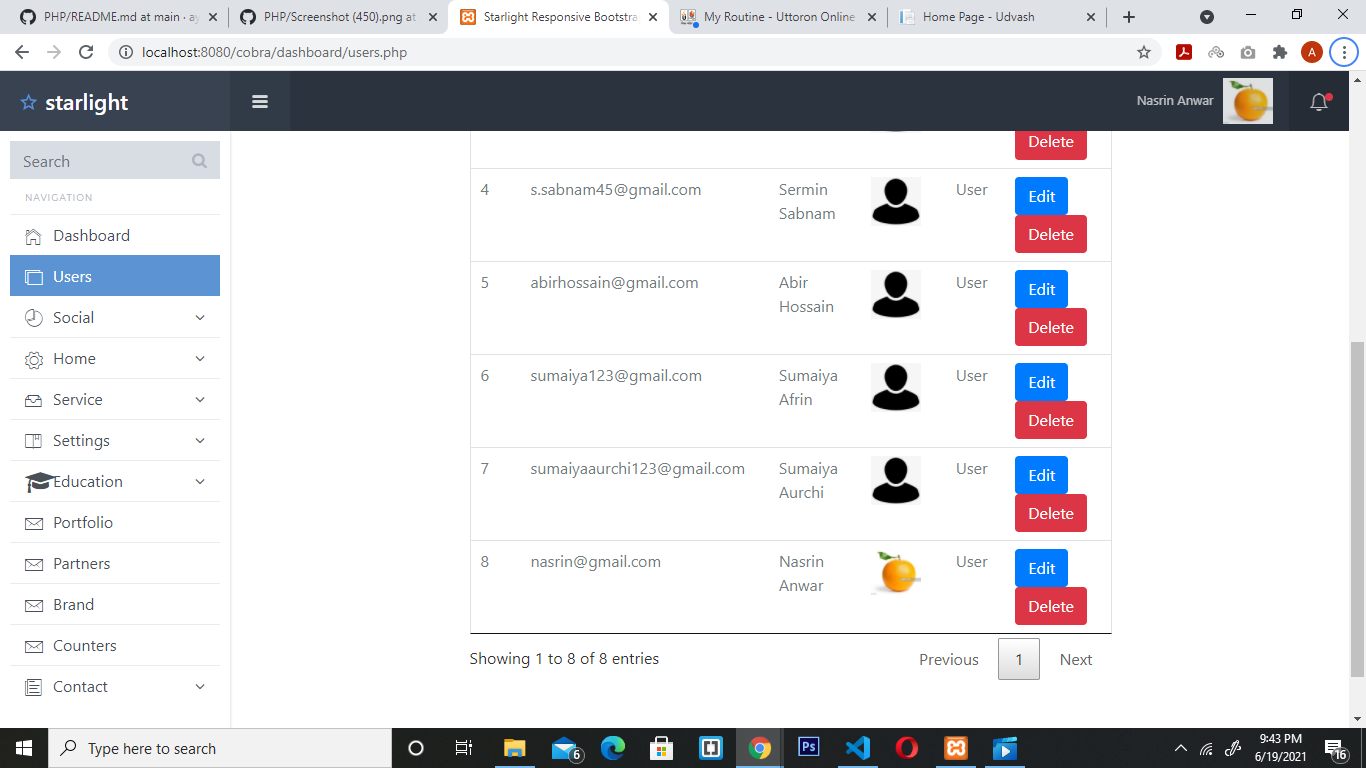 PHP/README.md at main · ay
PHP/Screenshot (450).png at
Starlight Responsive Bootstra
My Routine - Uttoron Online
Home Page - Udvash
localhost:8080/cobra/dashboard/users.php
A
starlight
Nasrin Anwar
Search
NAVIGATION
Dashboard
Users
Social
Home
Service
Settings
Education
Portfolio
Partners
Brand
Counters
Contact
Delete
4 s.sabnam45@gmail.com Sermin User Edit
Sabnam
Delete
5 abirhossain@gmail.com Abir User Edit
Hossain
Delete
6 sumaiya123@gmail.com Sumaiya User Edit
Afrin
Delete
7 sumaiyaaurchi123@gmail.com Sumaiya User Edit
Aurchi
Delete
8 nasrin@gmail.com Nasrin User Edit
Anwar
Delete
Showing 1 to 8 of 8 entries
Previous 1 Next
Type here to search
6
Ps
9:43 PM
6/19/2021
16